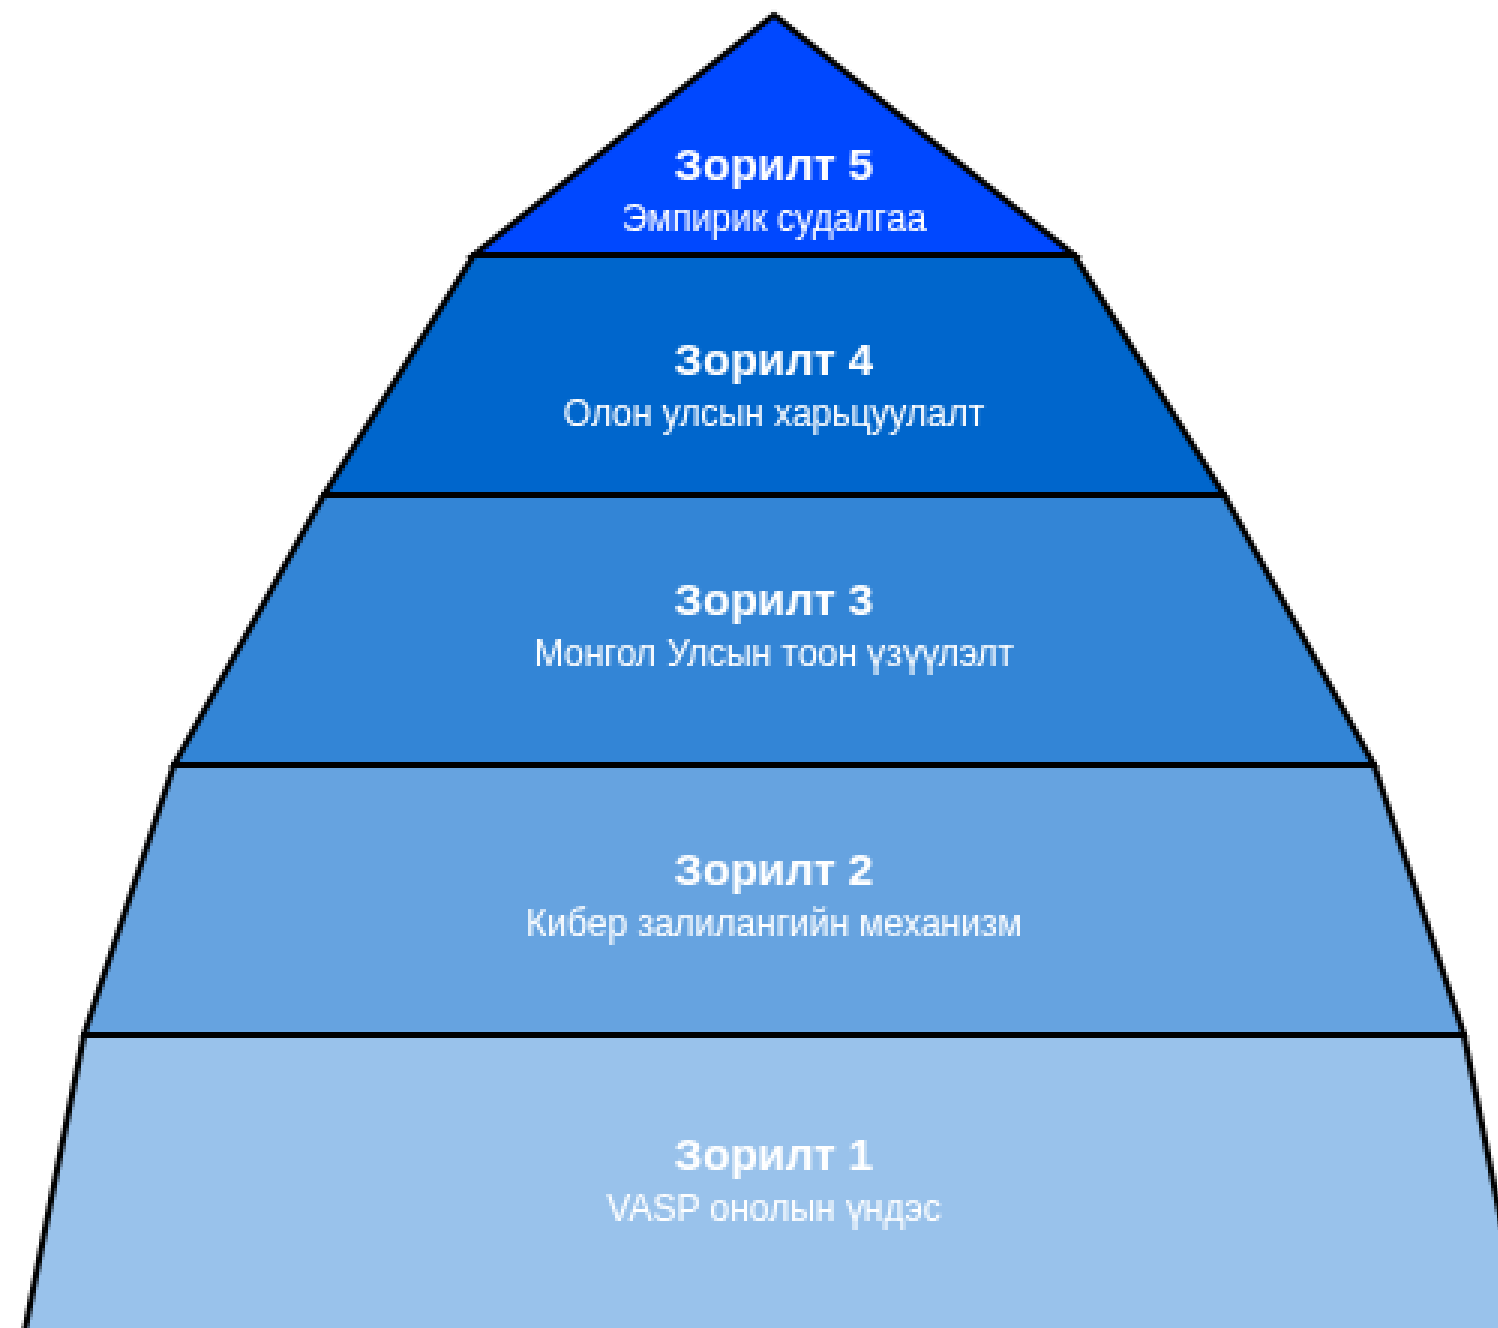 Зорилт 5
Эмпирик судалгаа
Зорилт 4
Олон улсын харьцуулалт
Зорилт 3
Монгол Улсын тоон үзүүлэлт
Зорилт 2
Кибер залилангийн механизм
Зорилт 1
VASP онолын үндэс